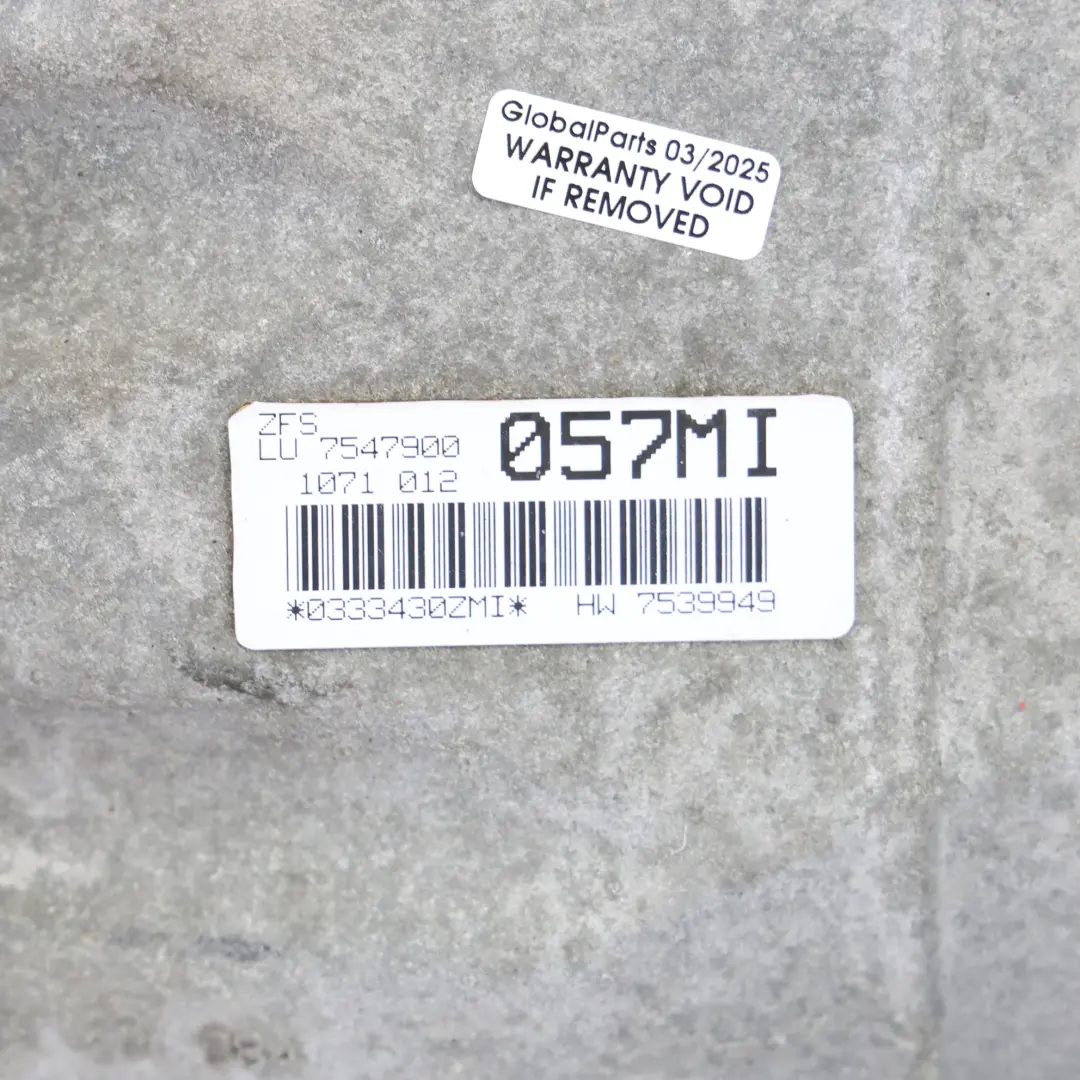 GlobalParts 03/2025
WARRANTY VOID
IF REMOVED
ZFS
LU 7547900
057MI
1071 012
*0333430ZMI* HW 7539949